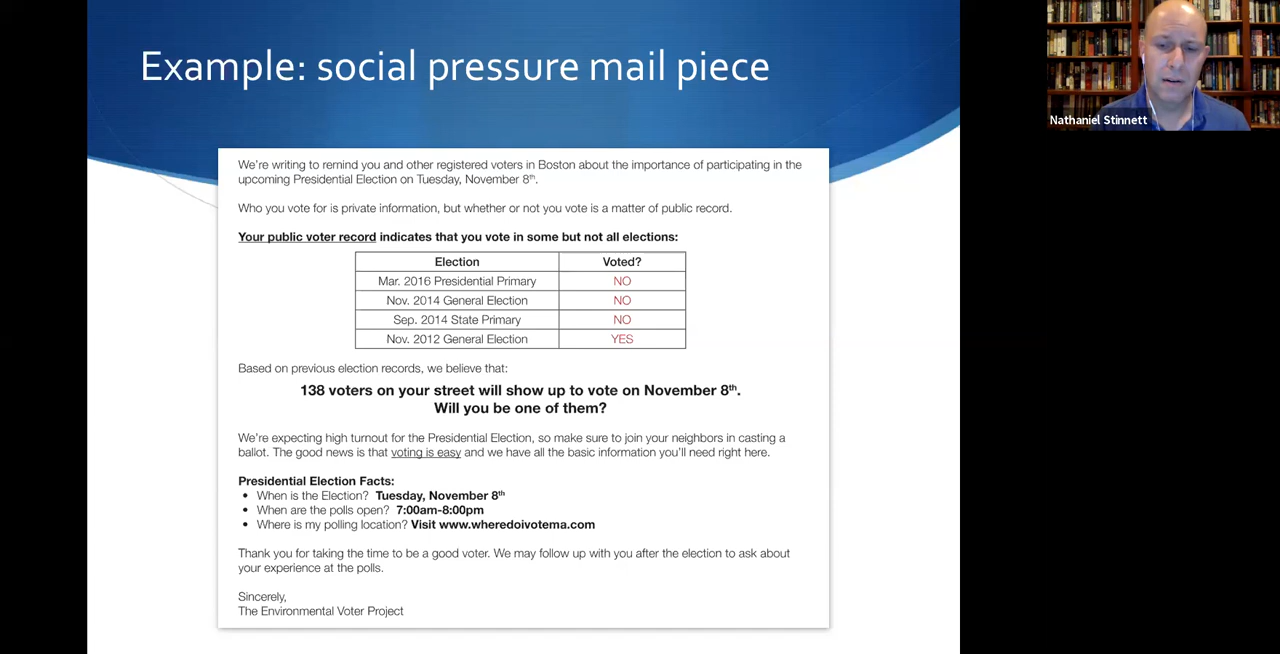 Example: social pressure mail piece
Nathaniel Stinnett
We're writing to remind you and other registered voters in Boston about the importance of participating in the
upcoming Presidential Election on Tuesday, November 8th.
Who you vote for is private information, but whether or not you vote is a matter of public record.
Your public voter record indicates that you vote in some but not all elections:
Election Voted?
Mar. 2016 Presidential Primary NO
Nov. 2014 General Election NO
Sep. 2014 State Primary NO
Nov. 2012 General Election YES
Based on previous election records, we believe that:
138 voters on your street will show up to vote on November 8th.
Will you be one of them?
We're expecting high turnout for the Presidential Election, so make sure to join your neighbors in casting a
ballot. The good news is that voting is easy and we have all the basic information you'll need right here.
Presidential Election Facts:
• When is the Election? Tuesday, November 8th
• When are the polls open? 7:00am-8:00pm
• Where is my polling location? Visit www.wheredoivotema.com
Thank you for taking the time to be a good voter. We may follow up with you after the election to ask about
your experience at the polls.
Sincerely,
The Environmental Voter Project